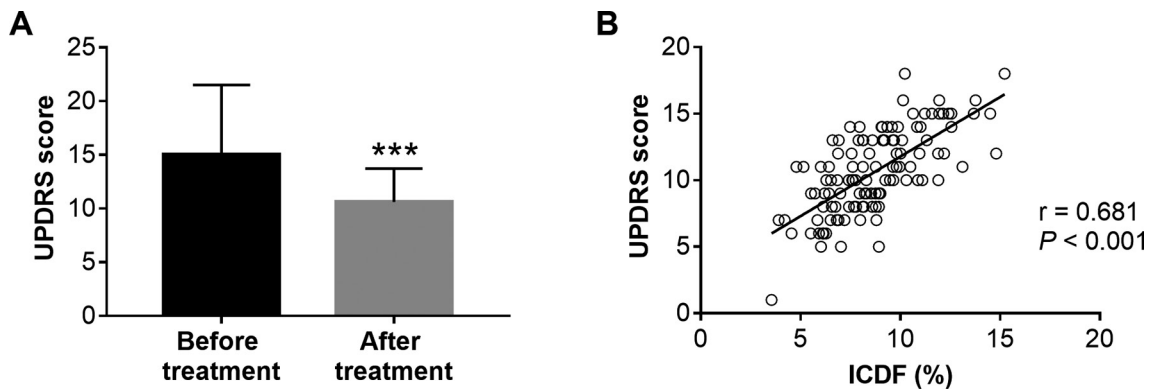 A
UPDRS score
25
20
15
10
5
0
***
Before
treatment
After
treatment
B
UPDRS score
20
15
10
5
0
r = 0.681
P < 0.001
0
5
10
15
20
ICDF (%)